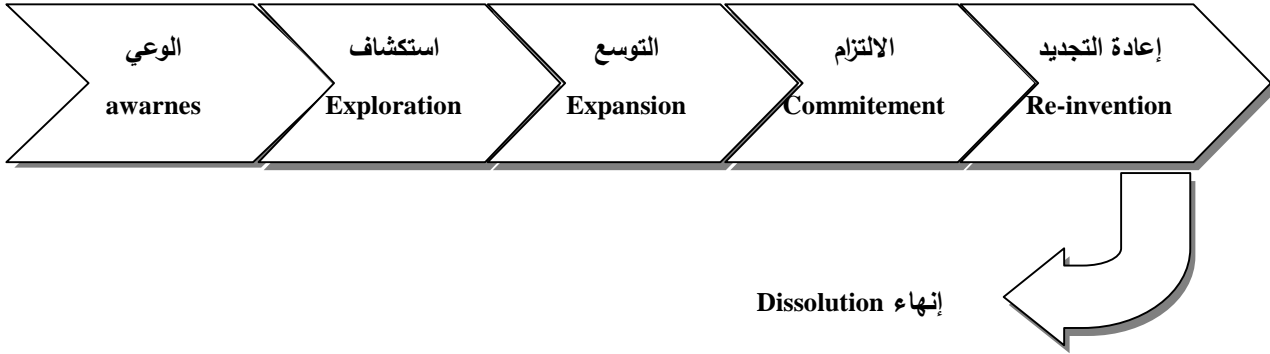 الوعي
awarnes
استكشاف
Exploration
التوسع
Expansion
الالتزام
Commitement
إعادة التجديد
Re-invention
إنهاء Dissolution